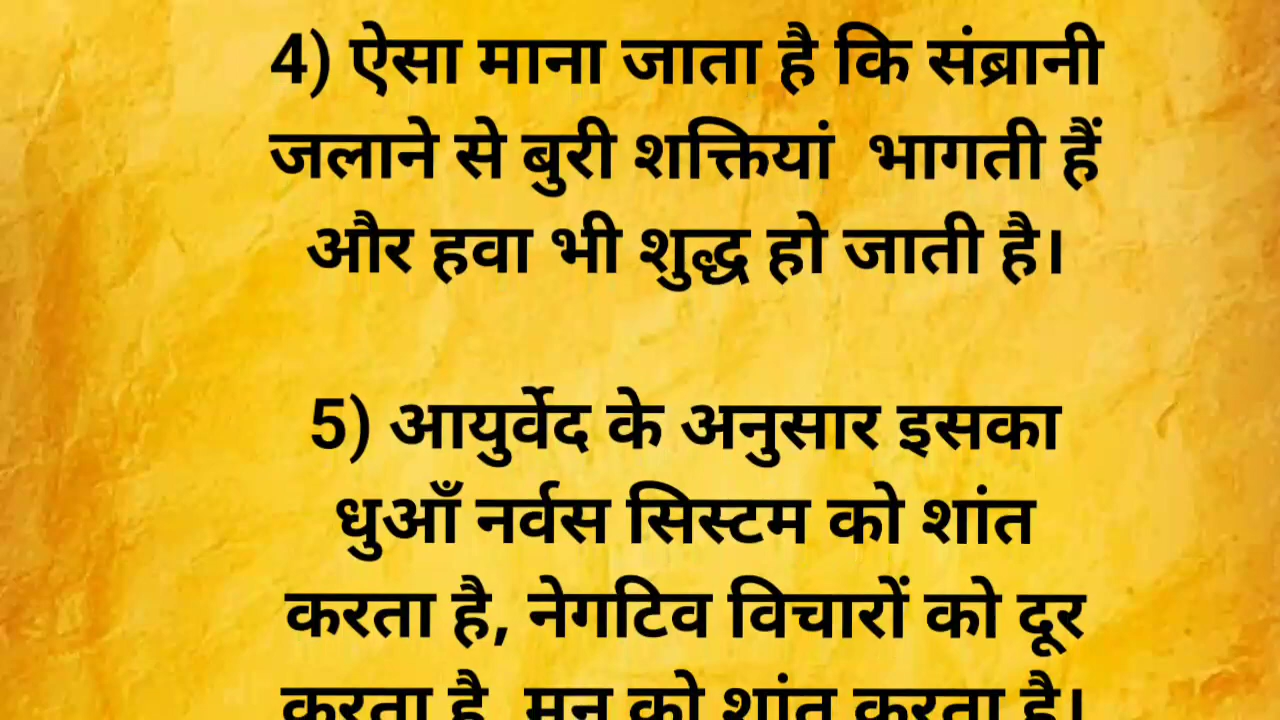 4) ऐसा माना जाता है कि संब्रानी
जलाने से बुरी शक्तियां भागती हैं
और हवा भी शुद्ध हो जाती है।
5) आयुर्वेद के अनुसार इसका
धुआँ नर्वस सिस्टम को शांत
करता है, नेगटिव विचारों को दूर
करता है, मन को शांत करता है।